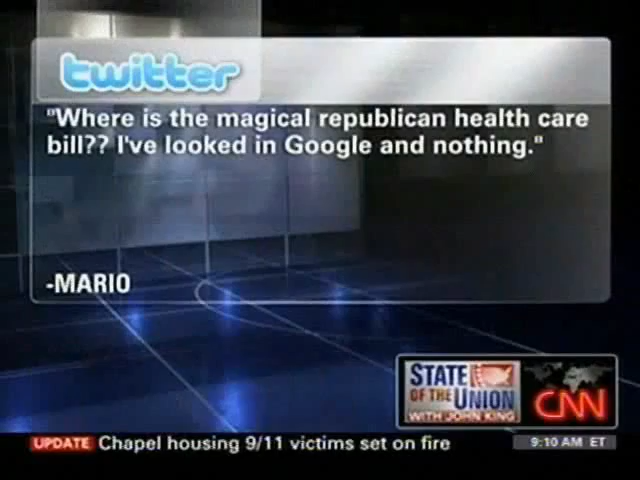 twitter
"Where is the magical republican health care
bill?? I've looked in Google and nothing."
-MARIO
STATE
OF THE UNION
WITH JOHN KING
CNN
UPDATE Chapel housing 9/11 victims set on fire 9:10 AM ET